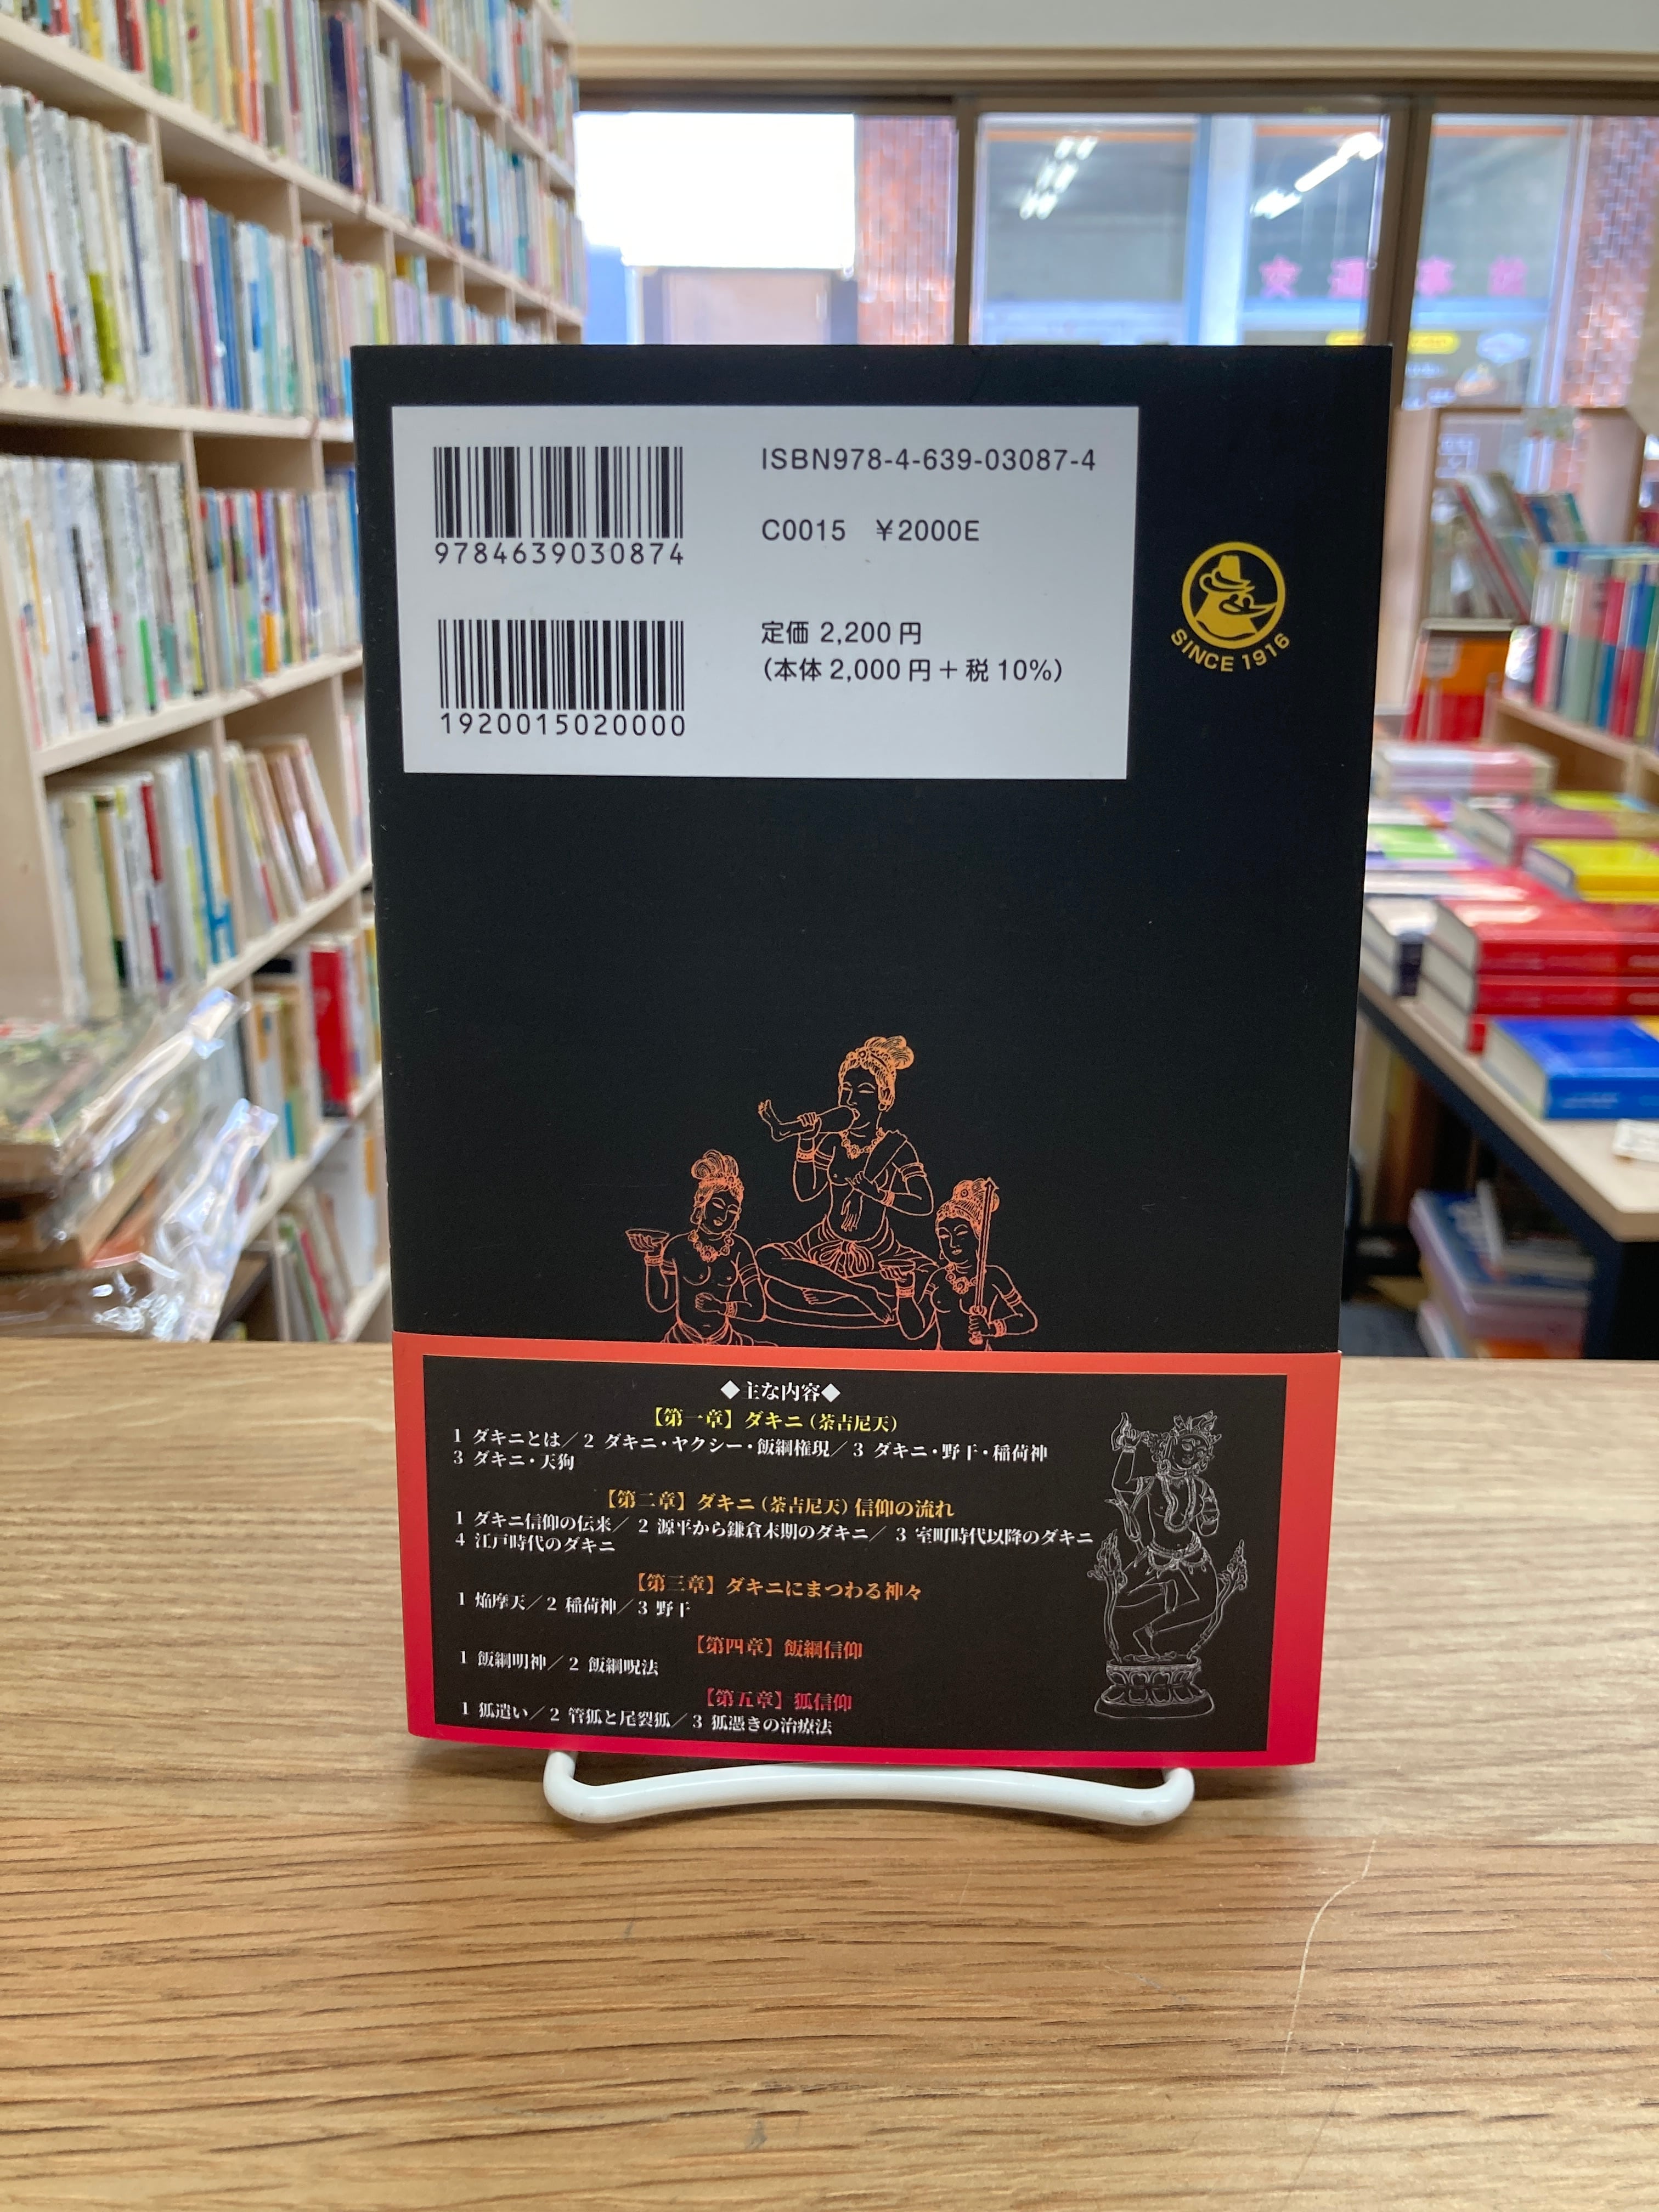 ISBN978-4-639-03087-4
C0015 ¥2000E
9784639030874
定価 2,200 円
(本体 2,000 円＋税 10%)
1920015020000
SINCE 1916
◆主な内容◆
【第一章】ダキニ（荼吉尼天）
1 ダキニとは／2 ダキニ・ヤクシー・飯綱権現／3 ダキニ・野干・稲荷神
3 ダキニ・天狗
【第二章】ダキニ（荼吉尼天）信仰の流れ
1 ダキニ信仰の伝来／ 2 源平から鎌倉末期のダキニ／ 3 室町時代以降のダキニ
4 江戸時代のダキニ
【第三章】ダキニにまつわる神々
1 焔摩天／2 稲荷神／3 野干
【第四章】飯綱信仰
1 飯綱明神／2 飯綱呪法
【第五章】狐信仰
1 狐遣い／2 管狐と尾裂狐／3 狐憑きの治療法